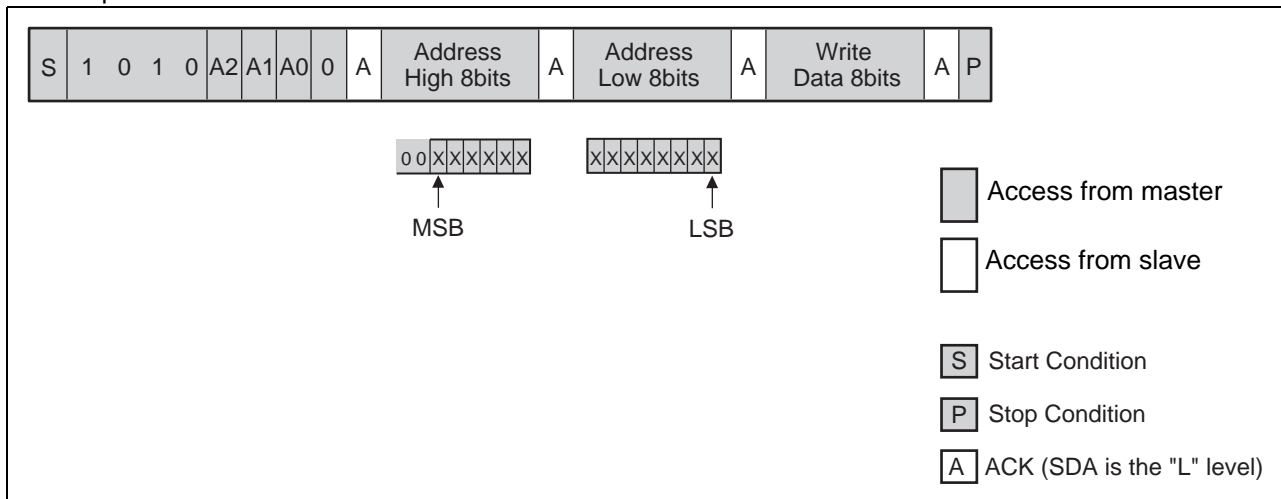 S 1 0 1 0 A2 A1 A0 0 A Address High 8bits A Address Low 8bits A Write Data 8bits A P
0 0 X X X X X X X X X X X X X X
MSB LSB
Access from master
Access from slave
S Start Condition
P Stop Condition
A ACK (SDA is the "L" level)